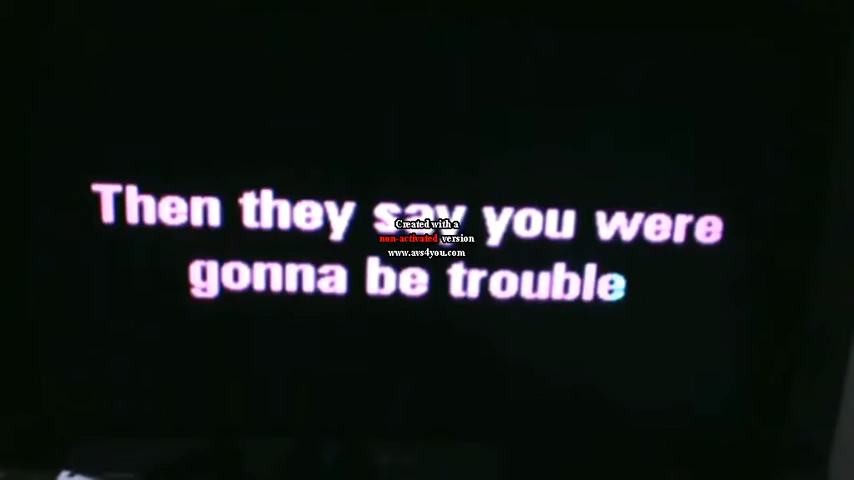 Then they say you were
gonna be trouble
Created with a
non-activated version
www.avs4you.com